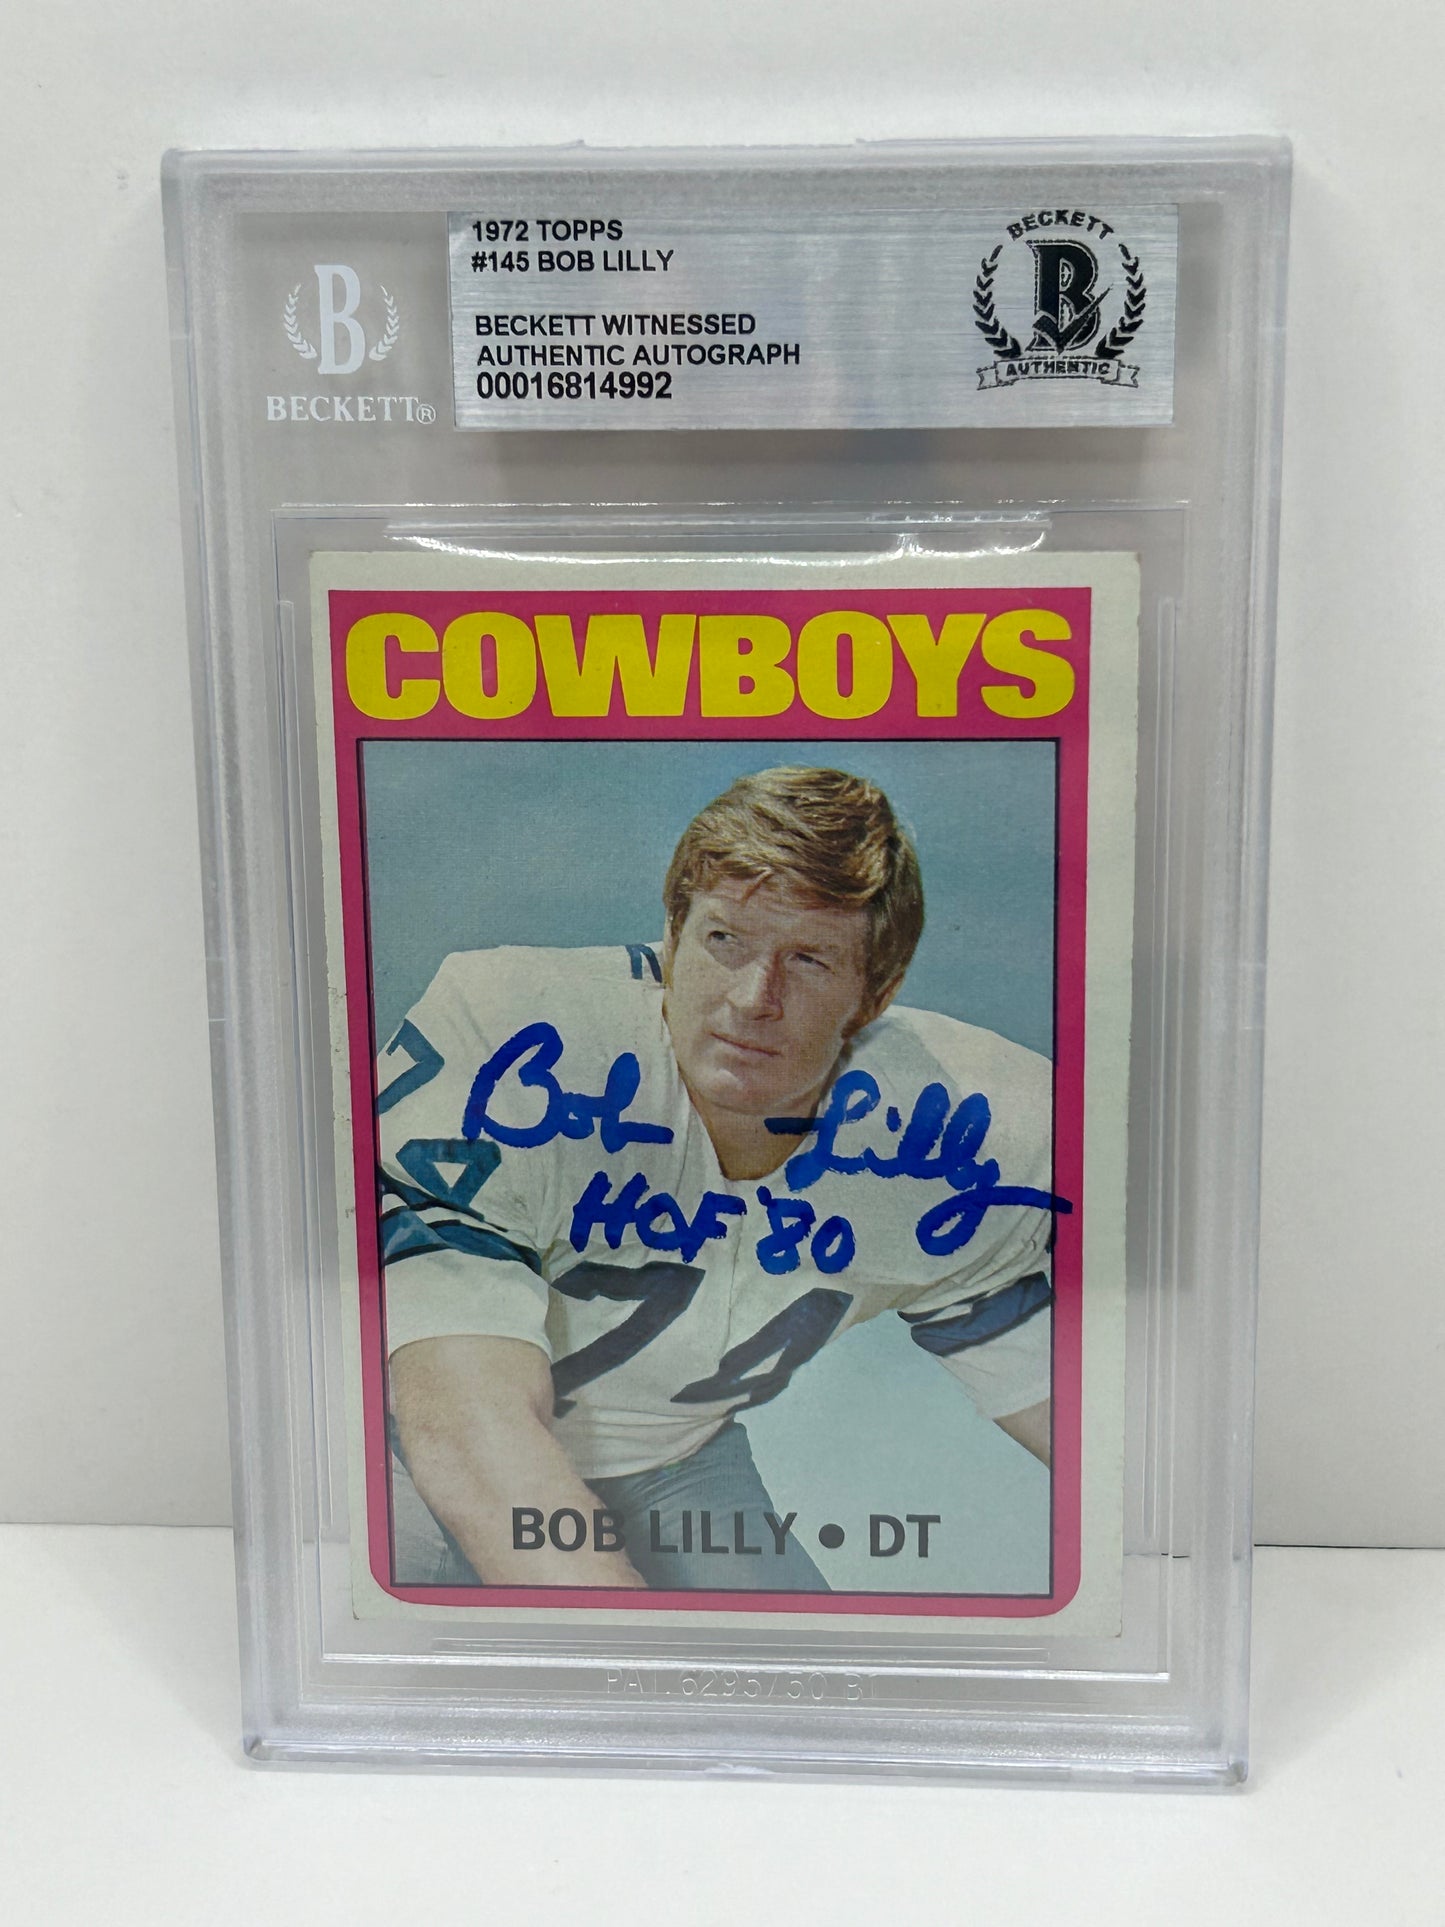 1972 TOPPS
#145 BOB LILLY
BECKETT WITNESSED
AUTHENTIC AUTOGRAPH
00016814992
BECKETT
B
AUTHENTIC
B
BECKETT®
COWBOYS
Bob Lilly
HOF '80
74
BOB LILLY • DT